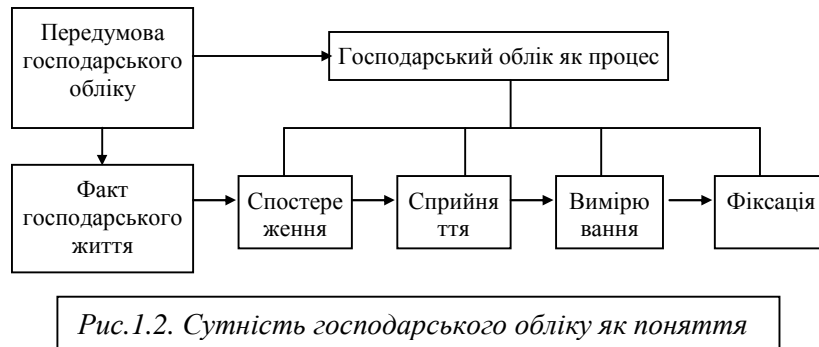 Передумова
господарського
обліку
Господарський облік як процес
Факт
господарського
життя
Спостере
ження
Сприйня
ття
Вимірю
вання
Фіксація
Рис.1.2. Сутність господарського обліку як поняття